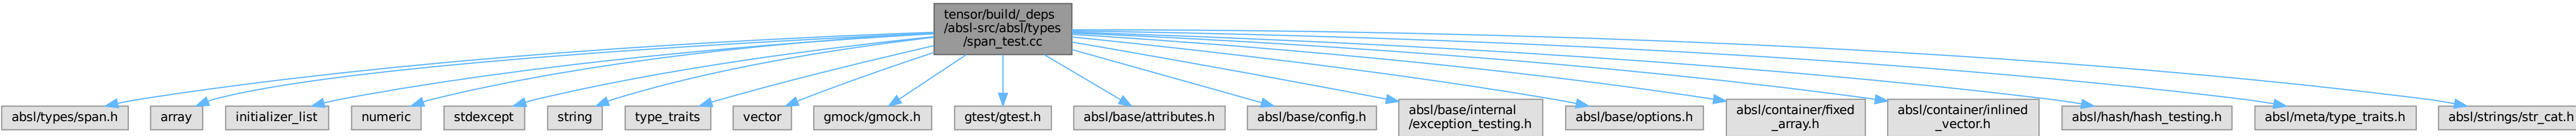 tensor/build/_deps
/absl-src/absl/types
/span_test.cc
absl/types/span.h
array
initializer_list
numeric
stdexcept
string
type_traits
vector
gmock/gmock.h
gtest/gtest.h
absl/base/attributes.h
absl/base/config.h
absl/base/internal
/exception_testing.h
absl/base/options.h
absl/container/fixed
_array.h
absl/container/inlined
_vector.h
absl/hash/hash_testing.h
absl/meta/type_traits.h
absl/strings/str_cat.h